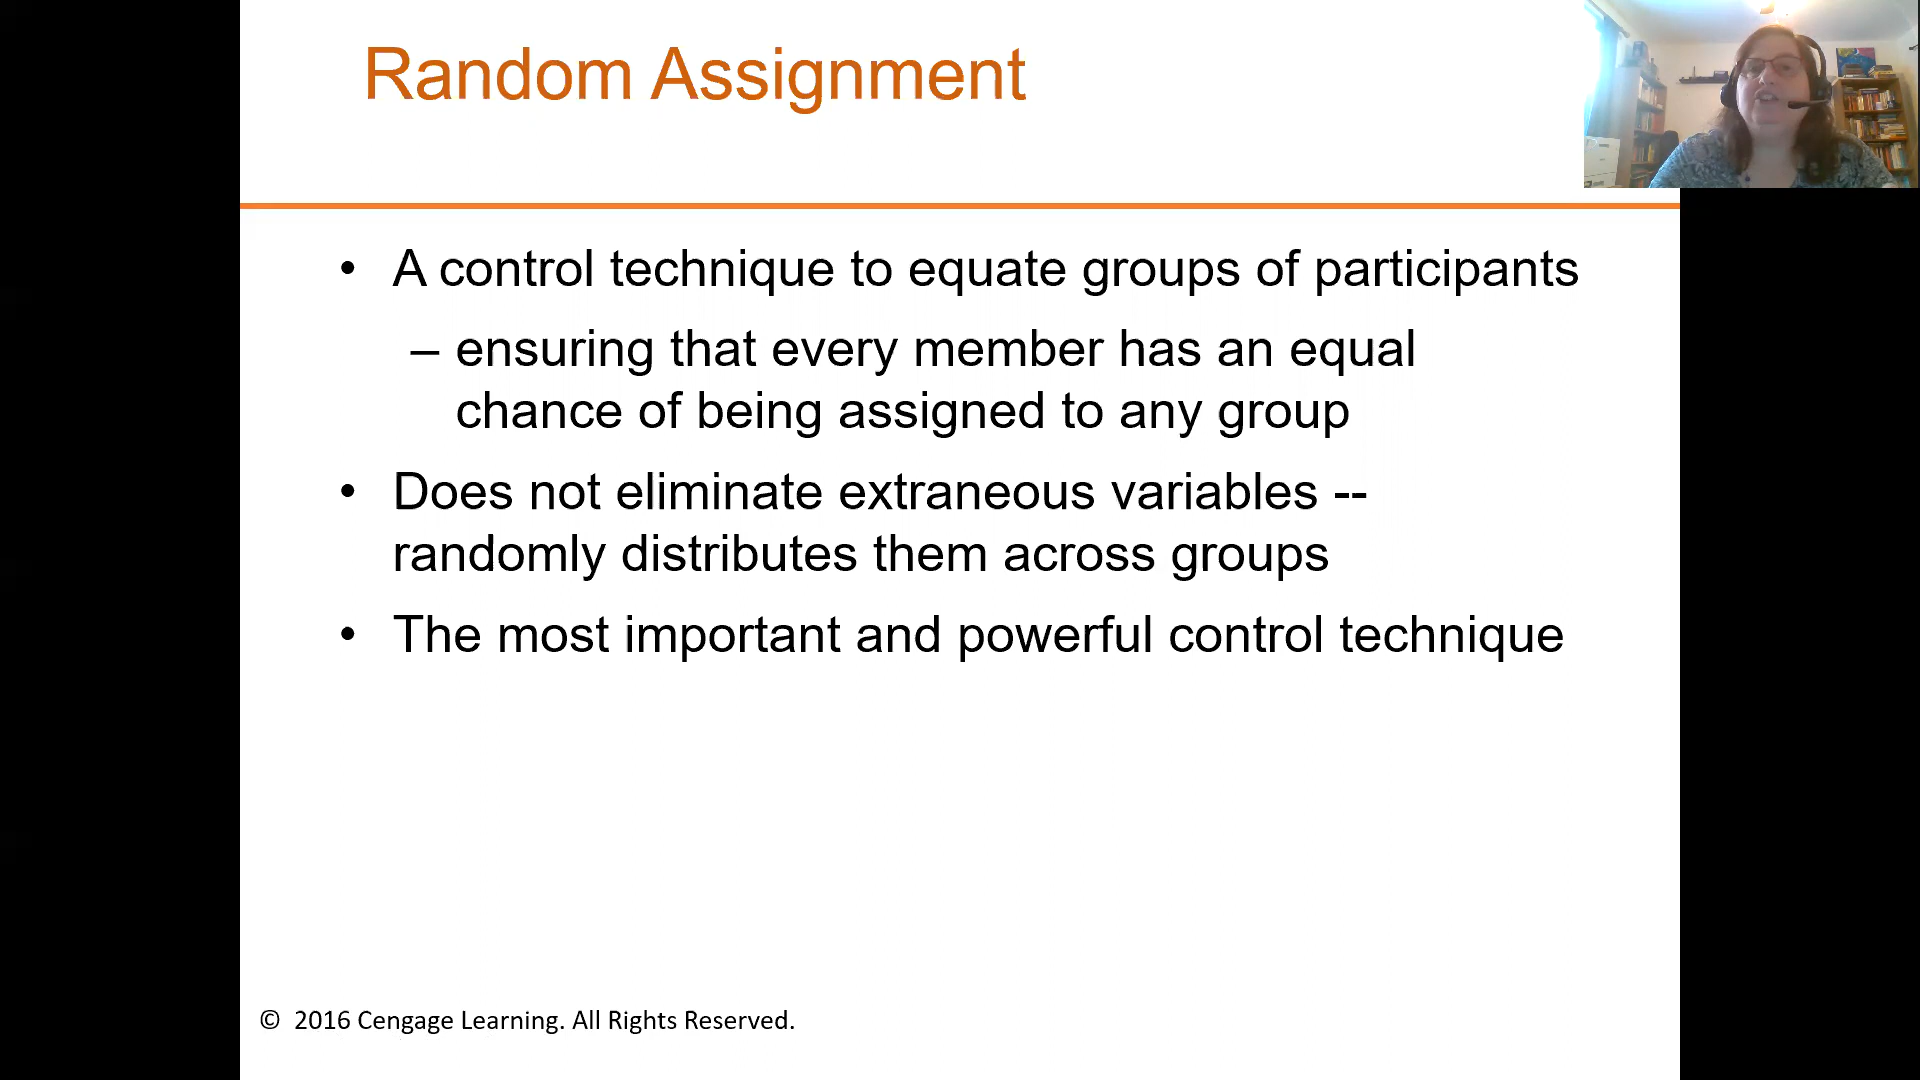 Random Assignment
• A control technique to equate groups of participants
– ensuring that every member has an equal
chance of being assigned to any group
• Does not eliminate extraneous variables --
randomly distributes them across groups
• The most important and powerful control technique
© 2016 Cengage Learning. All Rights Reserved.